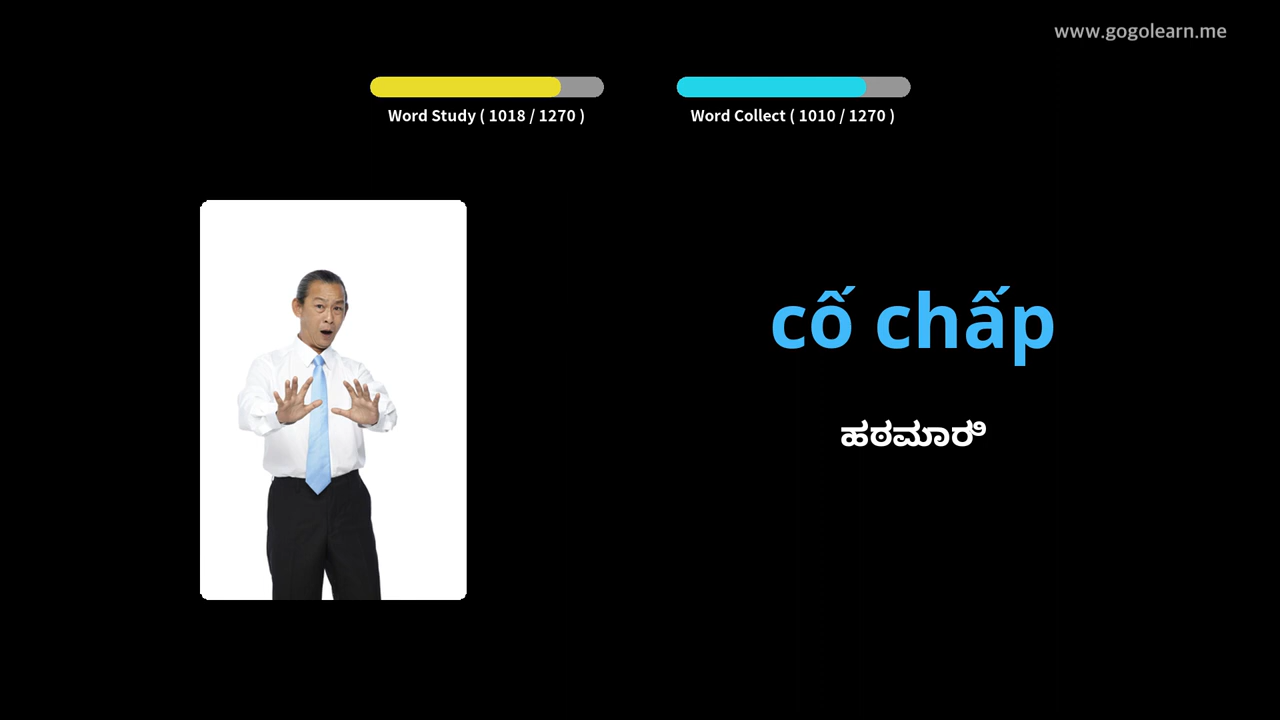 www.gogolearn.me
Word Study ( 1018 / 1270 )
Word Collect ( 1010 / 1270 )
cố chấp
ಹಠಮಾರಿ